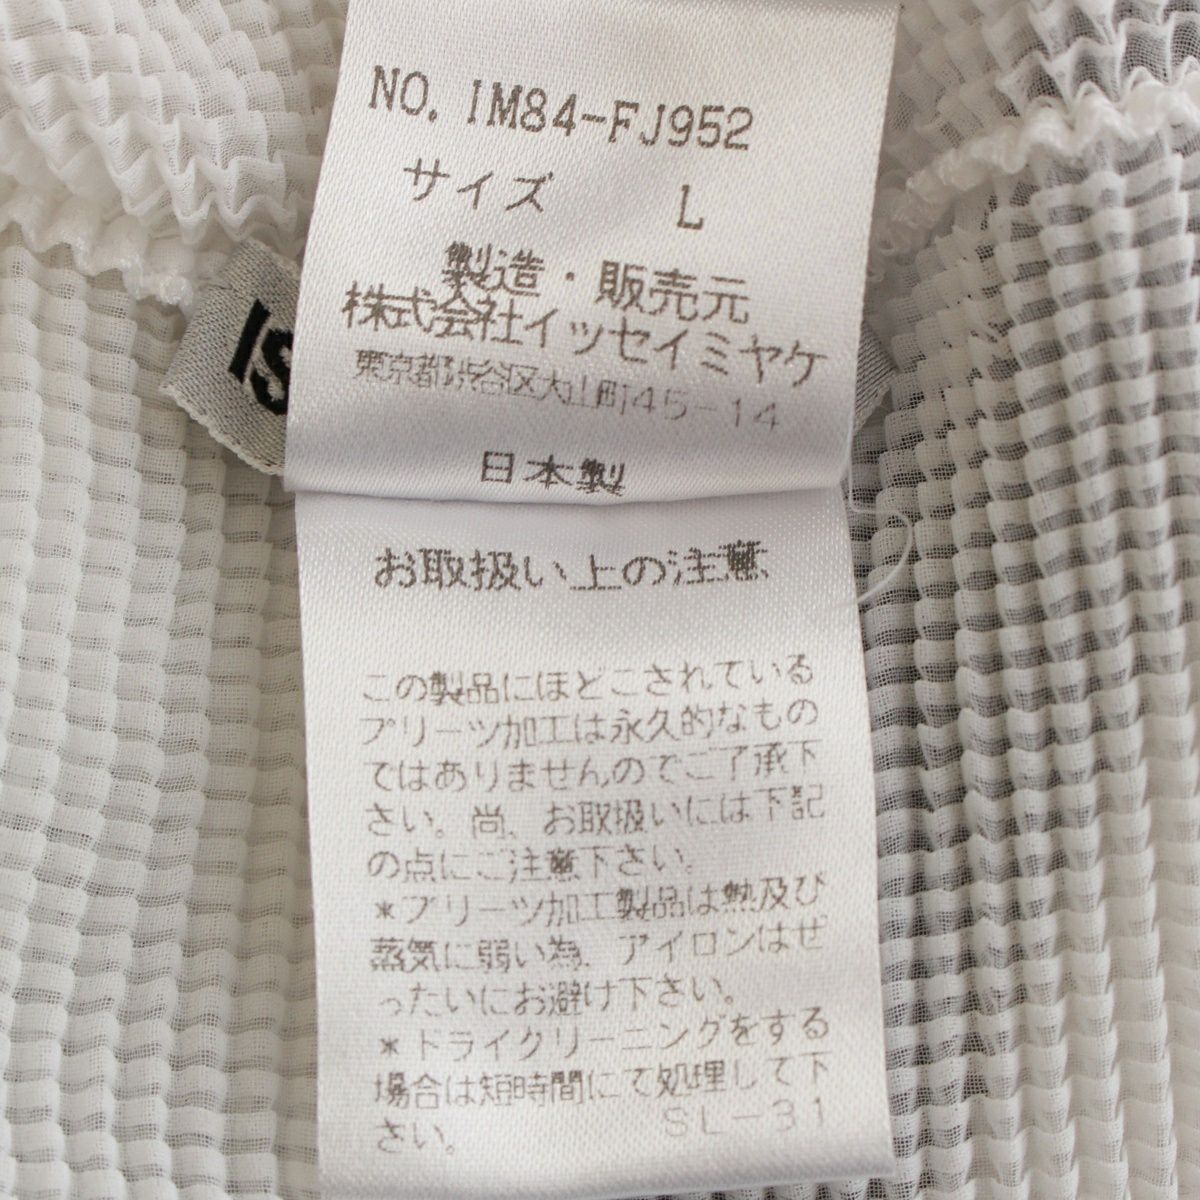 NO. IM84-FJ952
サイズ L
製造・販売元
株式会社イッセイミヤケ
東京都渋谷区大山町45-14
日本製
IS
お取扱い上の注意
この製品にほどこされている
プリーツ加工は永久的なもの
ではありませんのでご了承下
さい。尚、お取扱いには下記
の点にご注意下さい。
*プリーツ加工製品は熱及び
蒸気に弱い為、アイロンはぜ
ったいにお避け下さい。
*ドライクリーニングをする
場合は短時間にて処理して下
さい。 SL-31